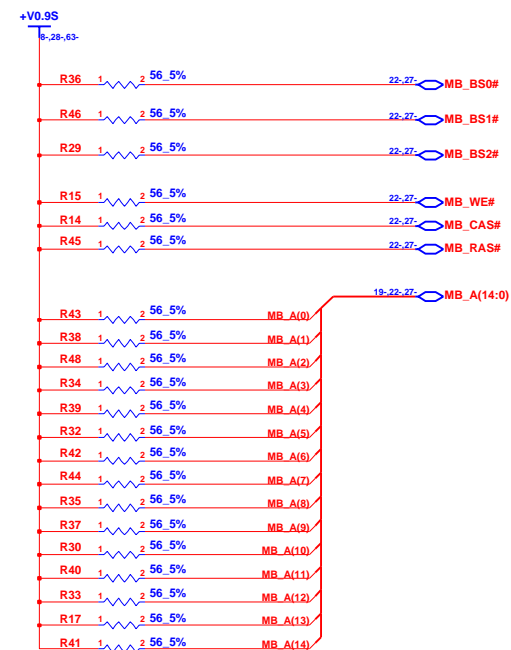 +V0.9S
8-,28-,63-
R36 1 2 56_5% 22-,27- MB_BS0#
R46 1 2 56_5% 22-,27- MB_BS1#
R29 1 2 56_5% 22-,27- MB_BS2#
R15 1 2 56_5% 22-,27- MB_WE#
R14 1 2 56_5% 22-,27- MB_CAS#
R45 1 2 56_5% 22-,27- MB_RAS#
19-,22-,27- MB_A(14:0)
R43 1 2 56_5% MB_A(0)
R38 1 2 56_5% MB_A(1)
R48 1 2 56_5% MB_A(2)
R34 1 2 56_5% MB_A(3)
R39 1 2 56_5% MB_A(4)
R32 1 2 56_5% MB_A(5)
R42 1 2 56_5% MB_A(6)
R44 1 2 56_5% MB_A(7)
R35 1 2 56_5% MB_A(8)
R37 1 2 56_5% MB_A(9)
R30 1 2 56_5% MB_A(10)
R40 1 2 56_5% MB_A(11)
R33 1 2 56_5% MB_A(12)
R17 1 2 56_5% MB_A(13)
R41 1 2 56_5% MB_A(14)